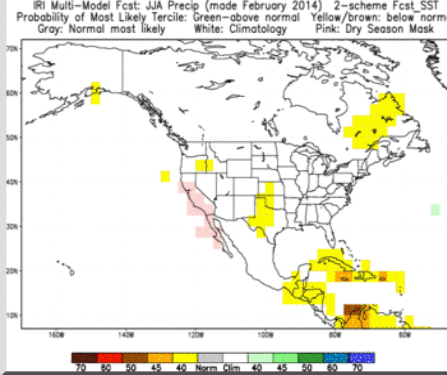 IRI Multi-Model Fcst: JJA Precip (made February 2014) 2-scheme Fcst_SST
Probability of Most Likely Tercile: Green-above normal Yellow/brown: below norm
Gray: Normal most likely White: Climatology Pink: Dry Season Mask
70N
60N
50N
40N
30N
20N
10N
160W 140W 120W 100W 80W 60W
70 60 50 45 40 Norm Clim 40 45 50 60 70